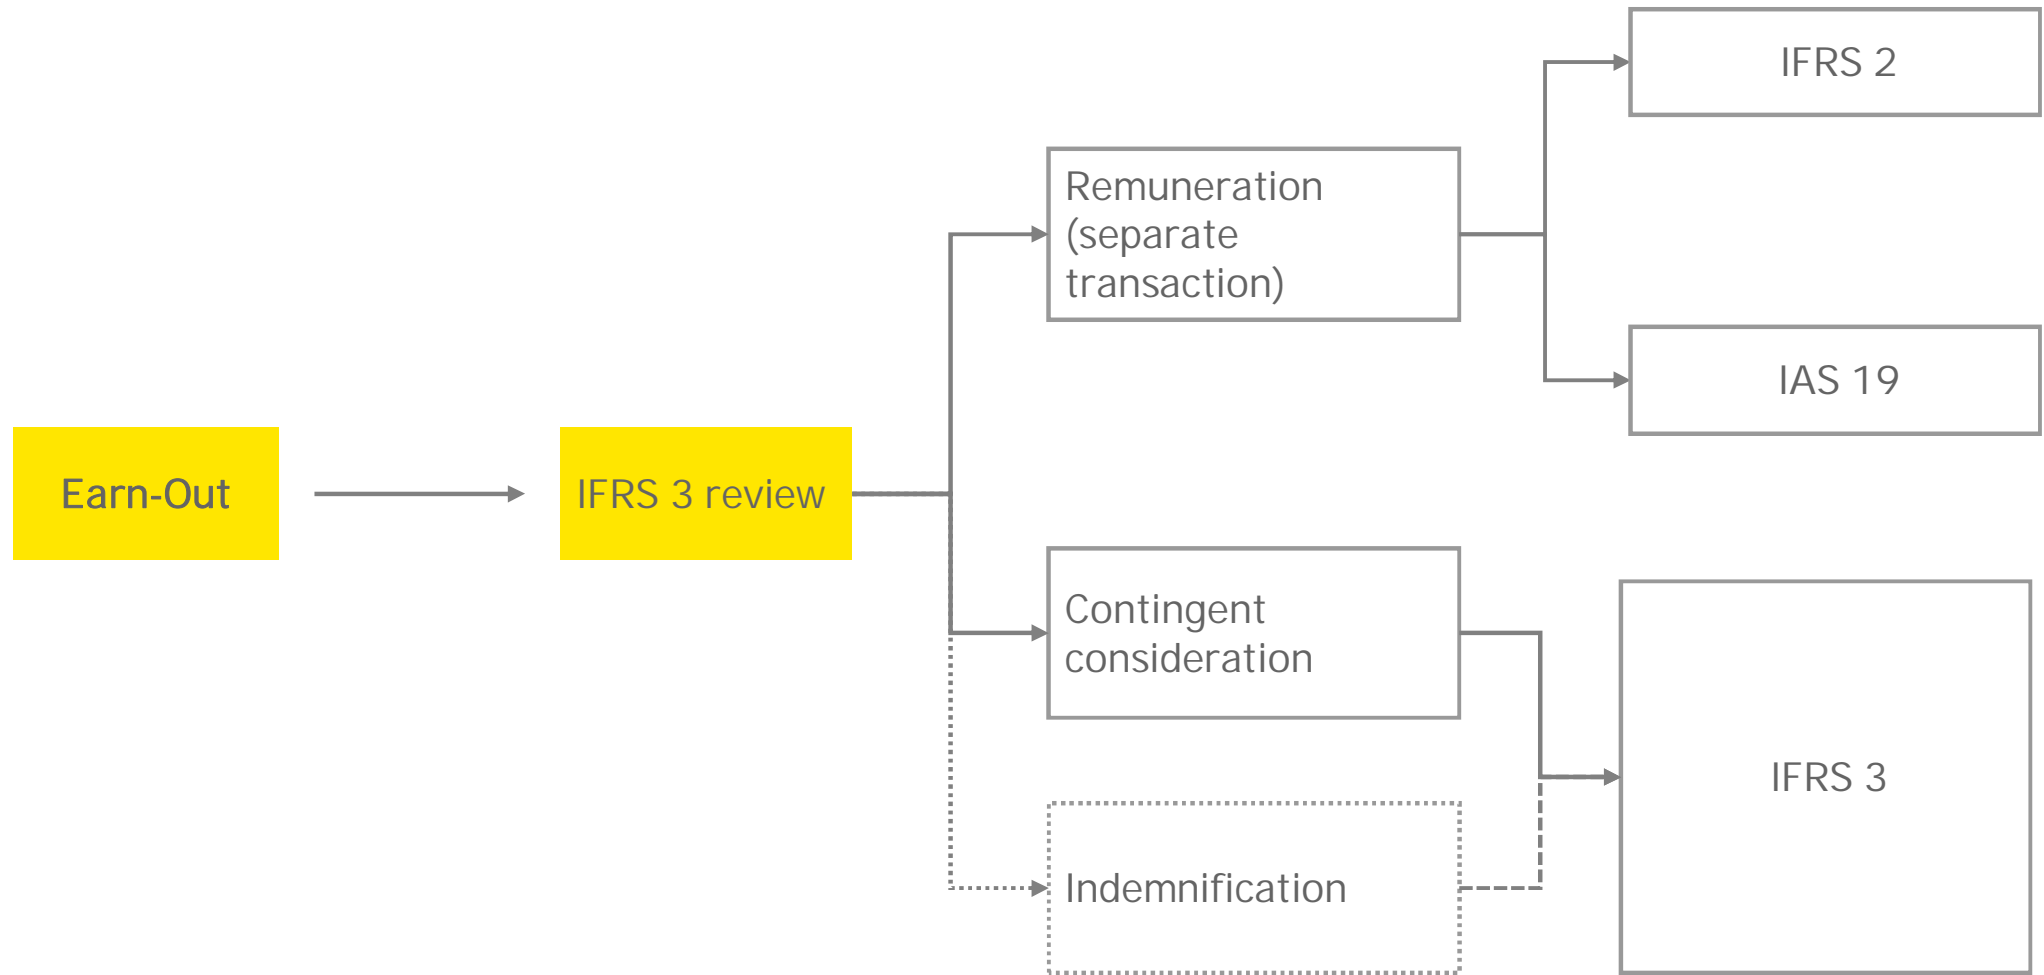 Earn-Out
IFRS 3 review
Remuneration
(separate
transaction)
Contingent
consideration
Indemnification
IFRS 2
IAS 19
IFRS 3